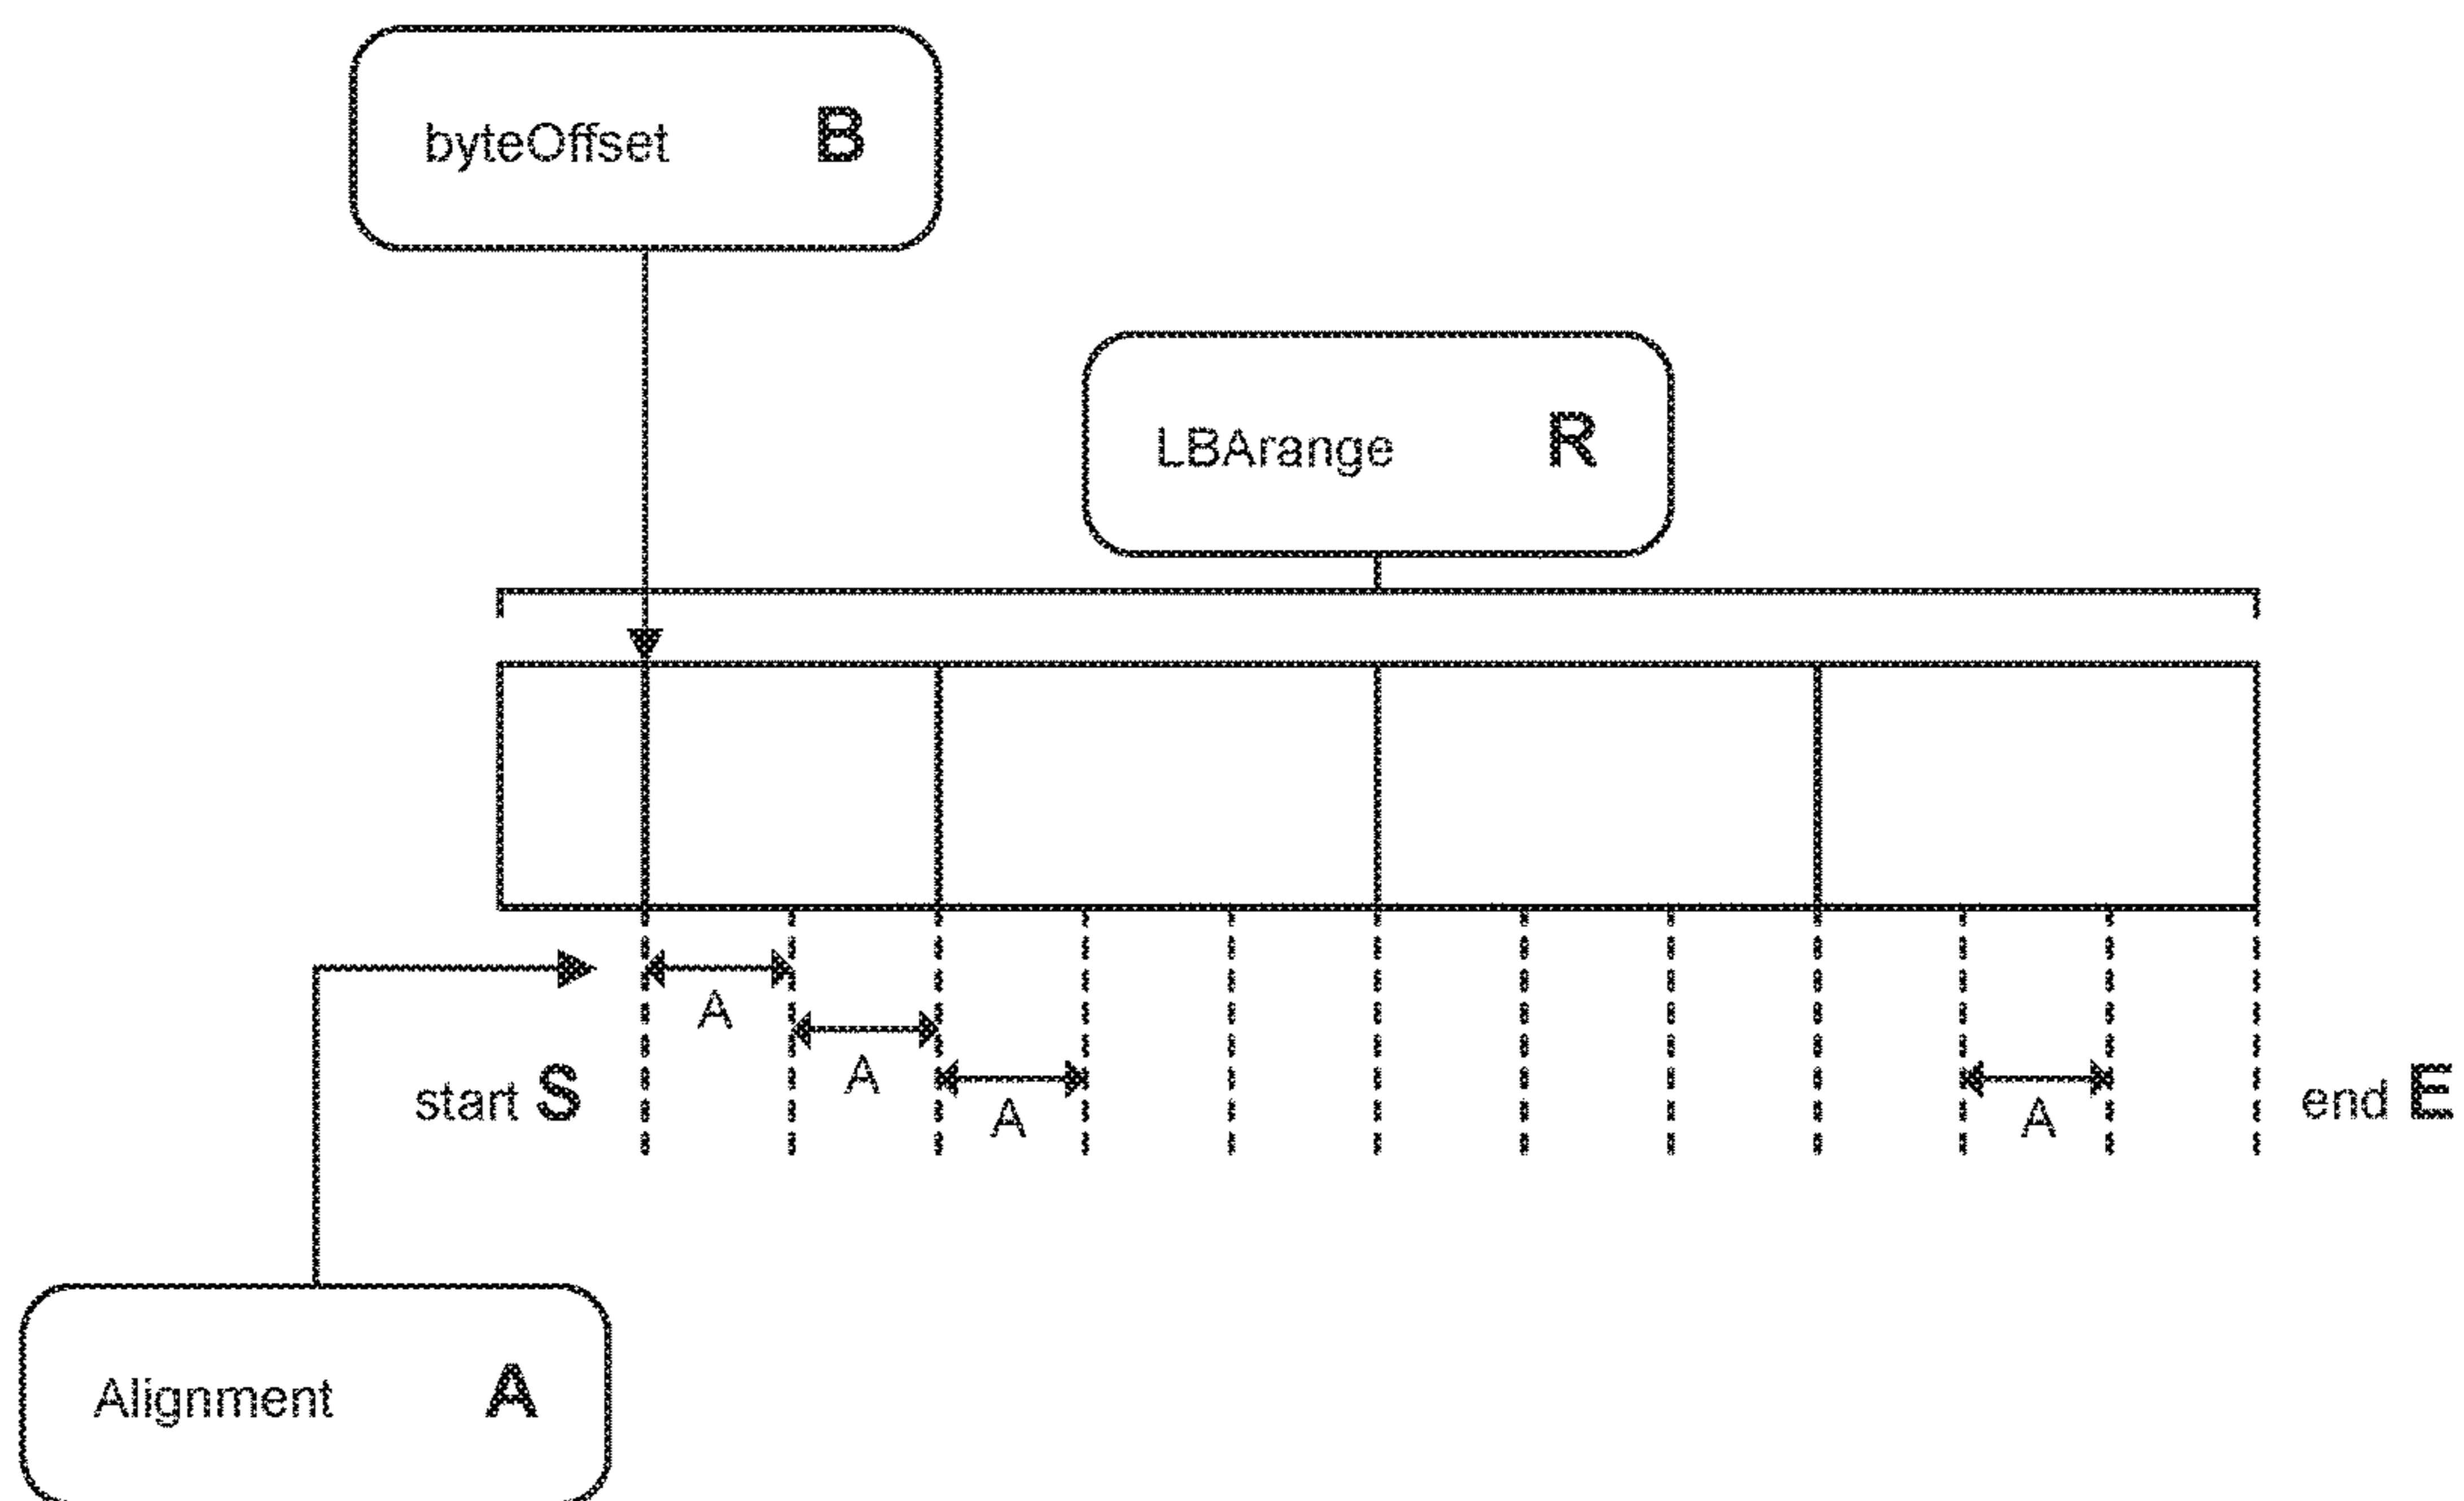 byteOffset B
LBArange R
A
A
A
A
start S
end E
Alignment A